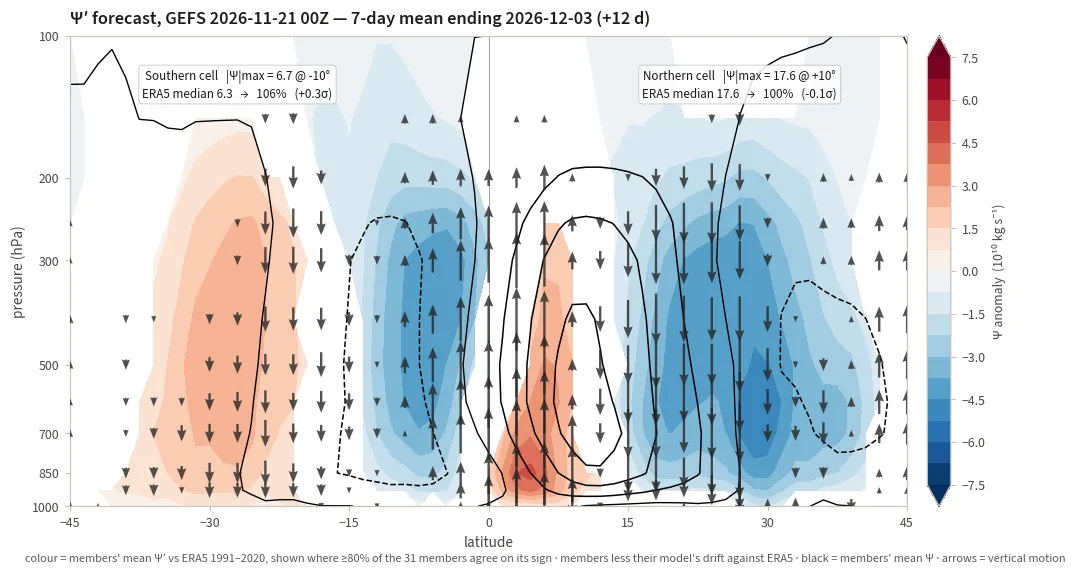 Ψ′ forecast, GEFS 2026-11-21 00Z — 7-day mean ending 2026-12-03 (+12 d)
Southern cell |Ψ|max = 6.7 @ -10°
ERA5 median 6.3 → 106% (+0.3σ)
Northern cell |Ψ|max = 17.6 @ +10°
ERA5 median 17.6 → 100% (-0.1σ)
pressure (hPa)
100
200
300
400
500
700
850
1000
−45
−30
−15
0
15
30
45
latitude
7.5
6.0
4.5
3.0
1.5
0.0
−1.5
−3.0
−4.5
−6.0
−7.5
Ψ anomaly (10¹⁰ kg s⁻¹)
colour = members' mean Ψ′ vs ERA5 1991–2020, shown where ≥80% of the 31 members agree on its sign · members less their model's drift against ERA5 · black = members' mean Ψ · arrows = vertical motion